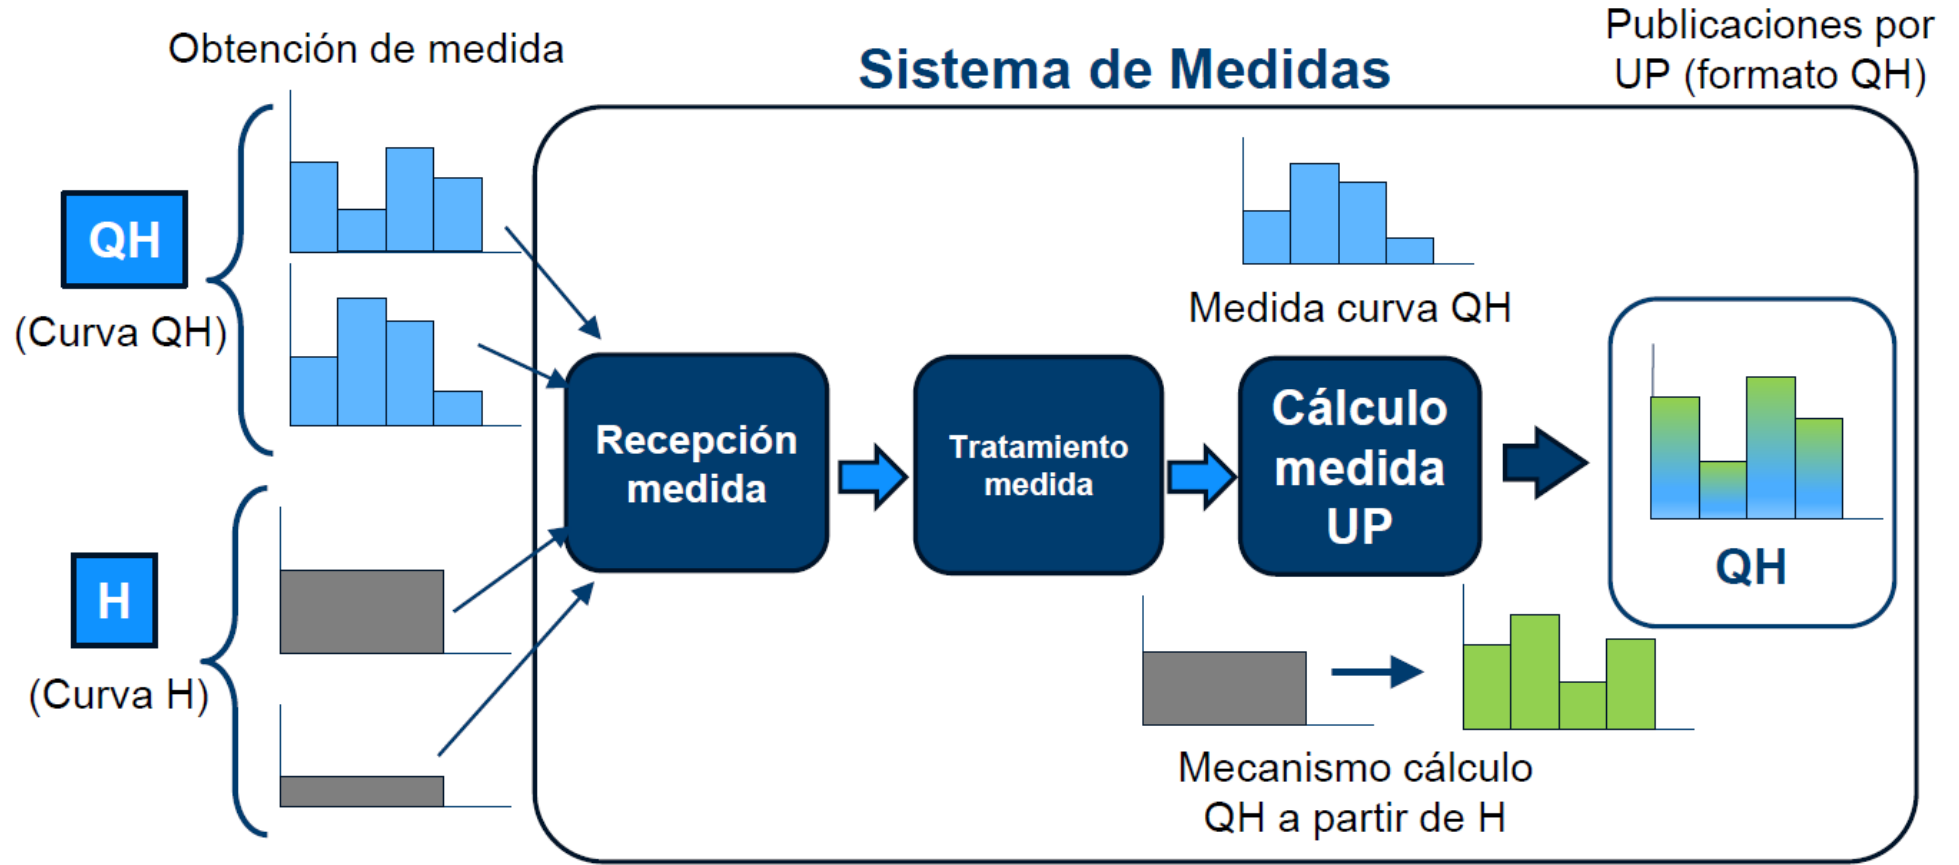 Obtención de medida
Sistema de Medidas
Publicaciones por
UP (formato QH)
QH
(Curva QH)
Medida curva QH
Recepción
medida
Tratamiento
medida
Cálculo
medida
UP
QH
H
(Curva H)
Mecanismo cálculo
QH a partir de H